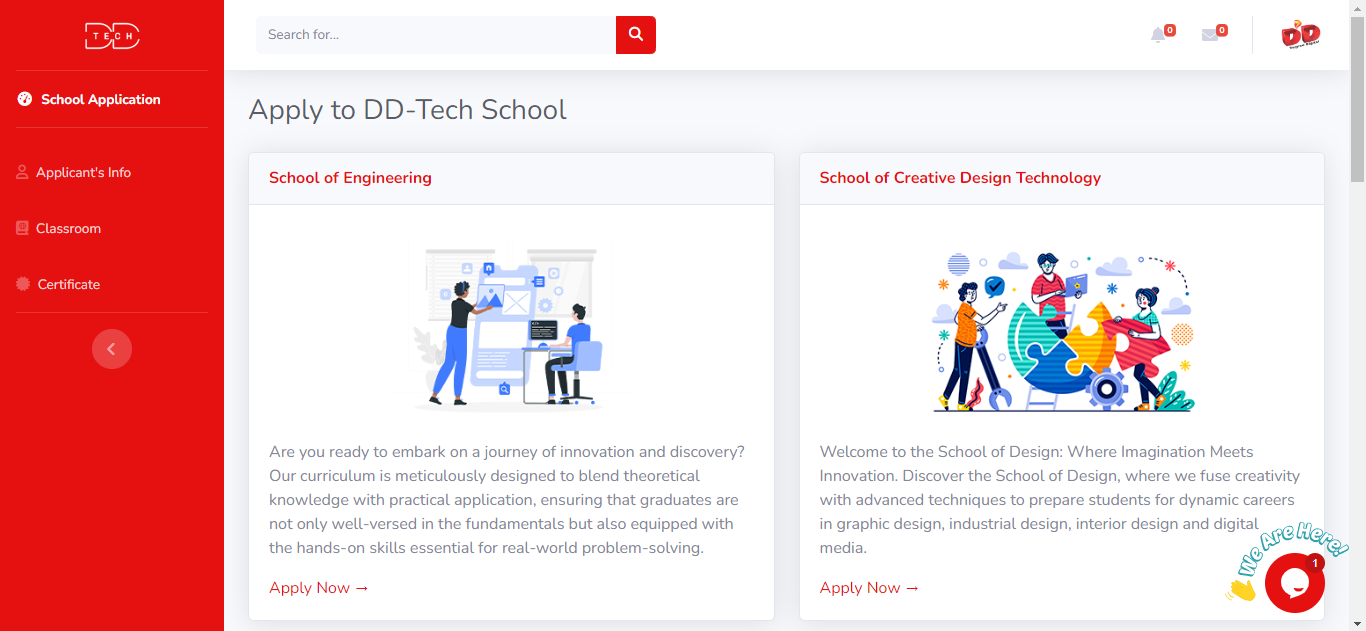 DD
TECH
School Application
Applicant's Info
Classroom
Certificate
Search for...
0
0
DD
Apply to DD-Tech School
School of Engineering
Are you ready to embark on a journey of innovation and discovery?
Our curriculum is meticulously designed to blend theoretical
knowledge with practical application, ensuring that graduates are
not only well-versed in the fundamentals but also equipped with
the hands-on skills essential for real-world problem-solving.
Apply Now →
School of Creative Design Technology
Welcome to the School of Design: Where Imagination Meets
Innovation. Discover the School of Design, where we fuse creativity
with advanced techniques to prepare students for dynamic careers
in graphic design, industrial design, interior design and digital
media.
Apply Now →
We Are Here!
1